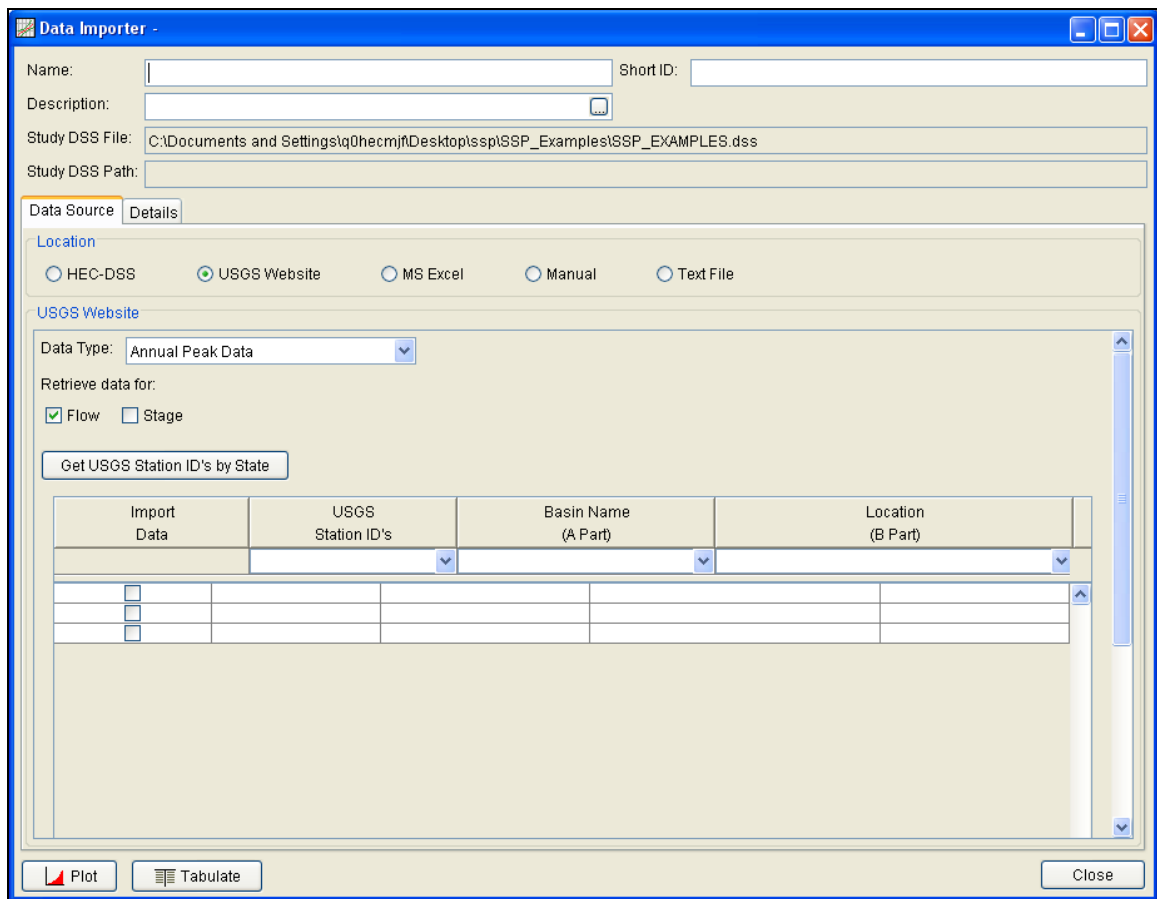 Data Importer -
Name:
Short ID:
Description:
...
Study DSS File: C:\Documents and Settings\q0hecmjf\Desktop\ssp\SSP_Examples\SSP_EXAMPLES.dss
Study DSS Path:
Data Source Details
Location
HEC-DSS USGS Website MS Excel Manual Text File
USGS Website
Data Type: Annual Peak Data
Retrieve data for:
Flow Stage
Get USGS Station ID's by State
Import USGS Basin Name Location
Data Station ID's (A Part) (B Part)
Plot Tabulate Close